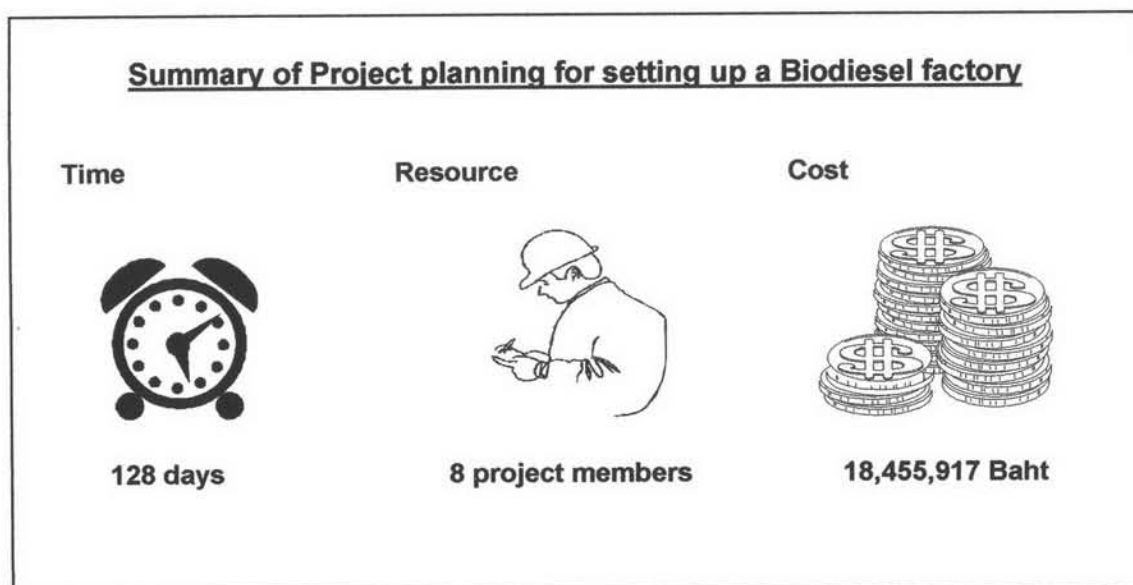 Summary of Project planning for setting up a Biodiesel factory
Time
Resource
Cost
128 days
8 project members
18,455,917 Baht